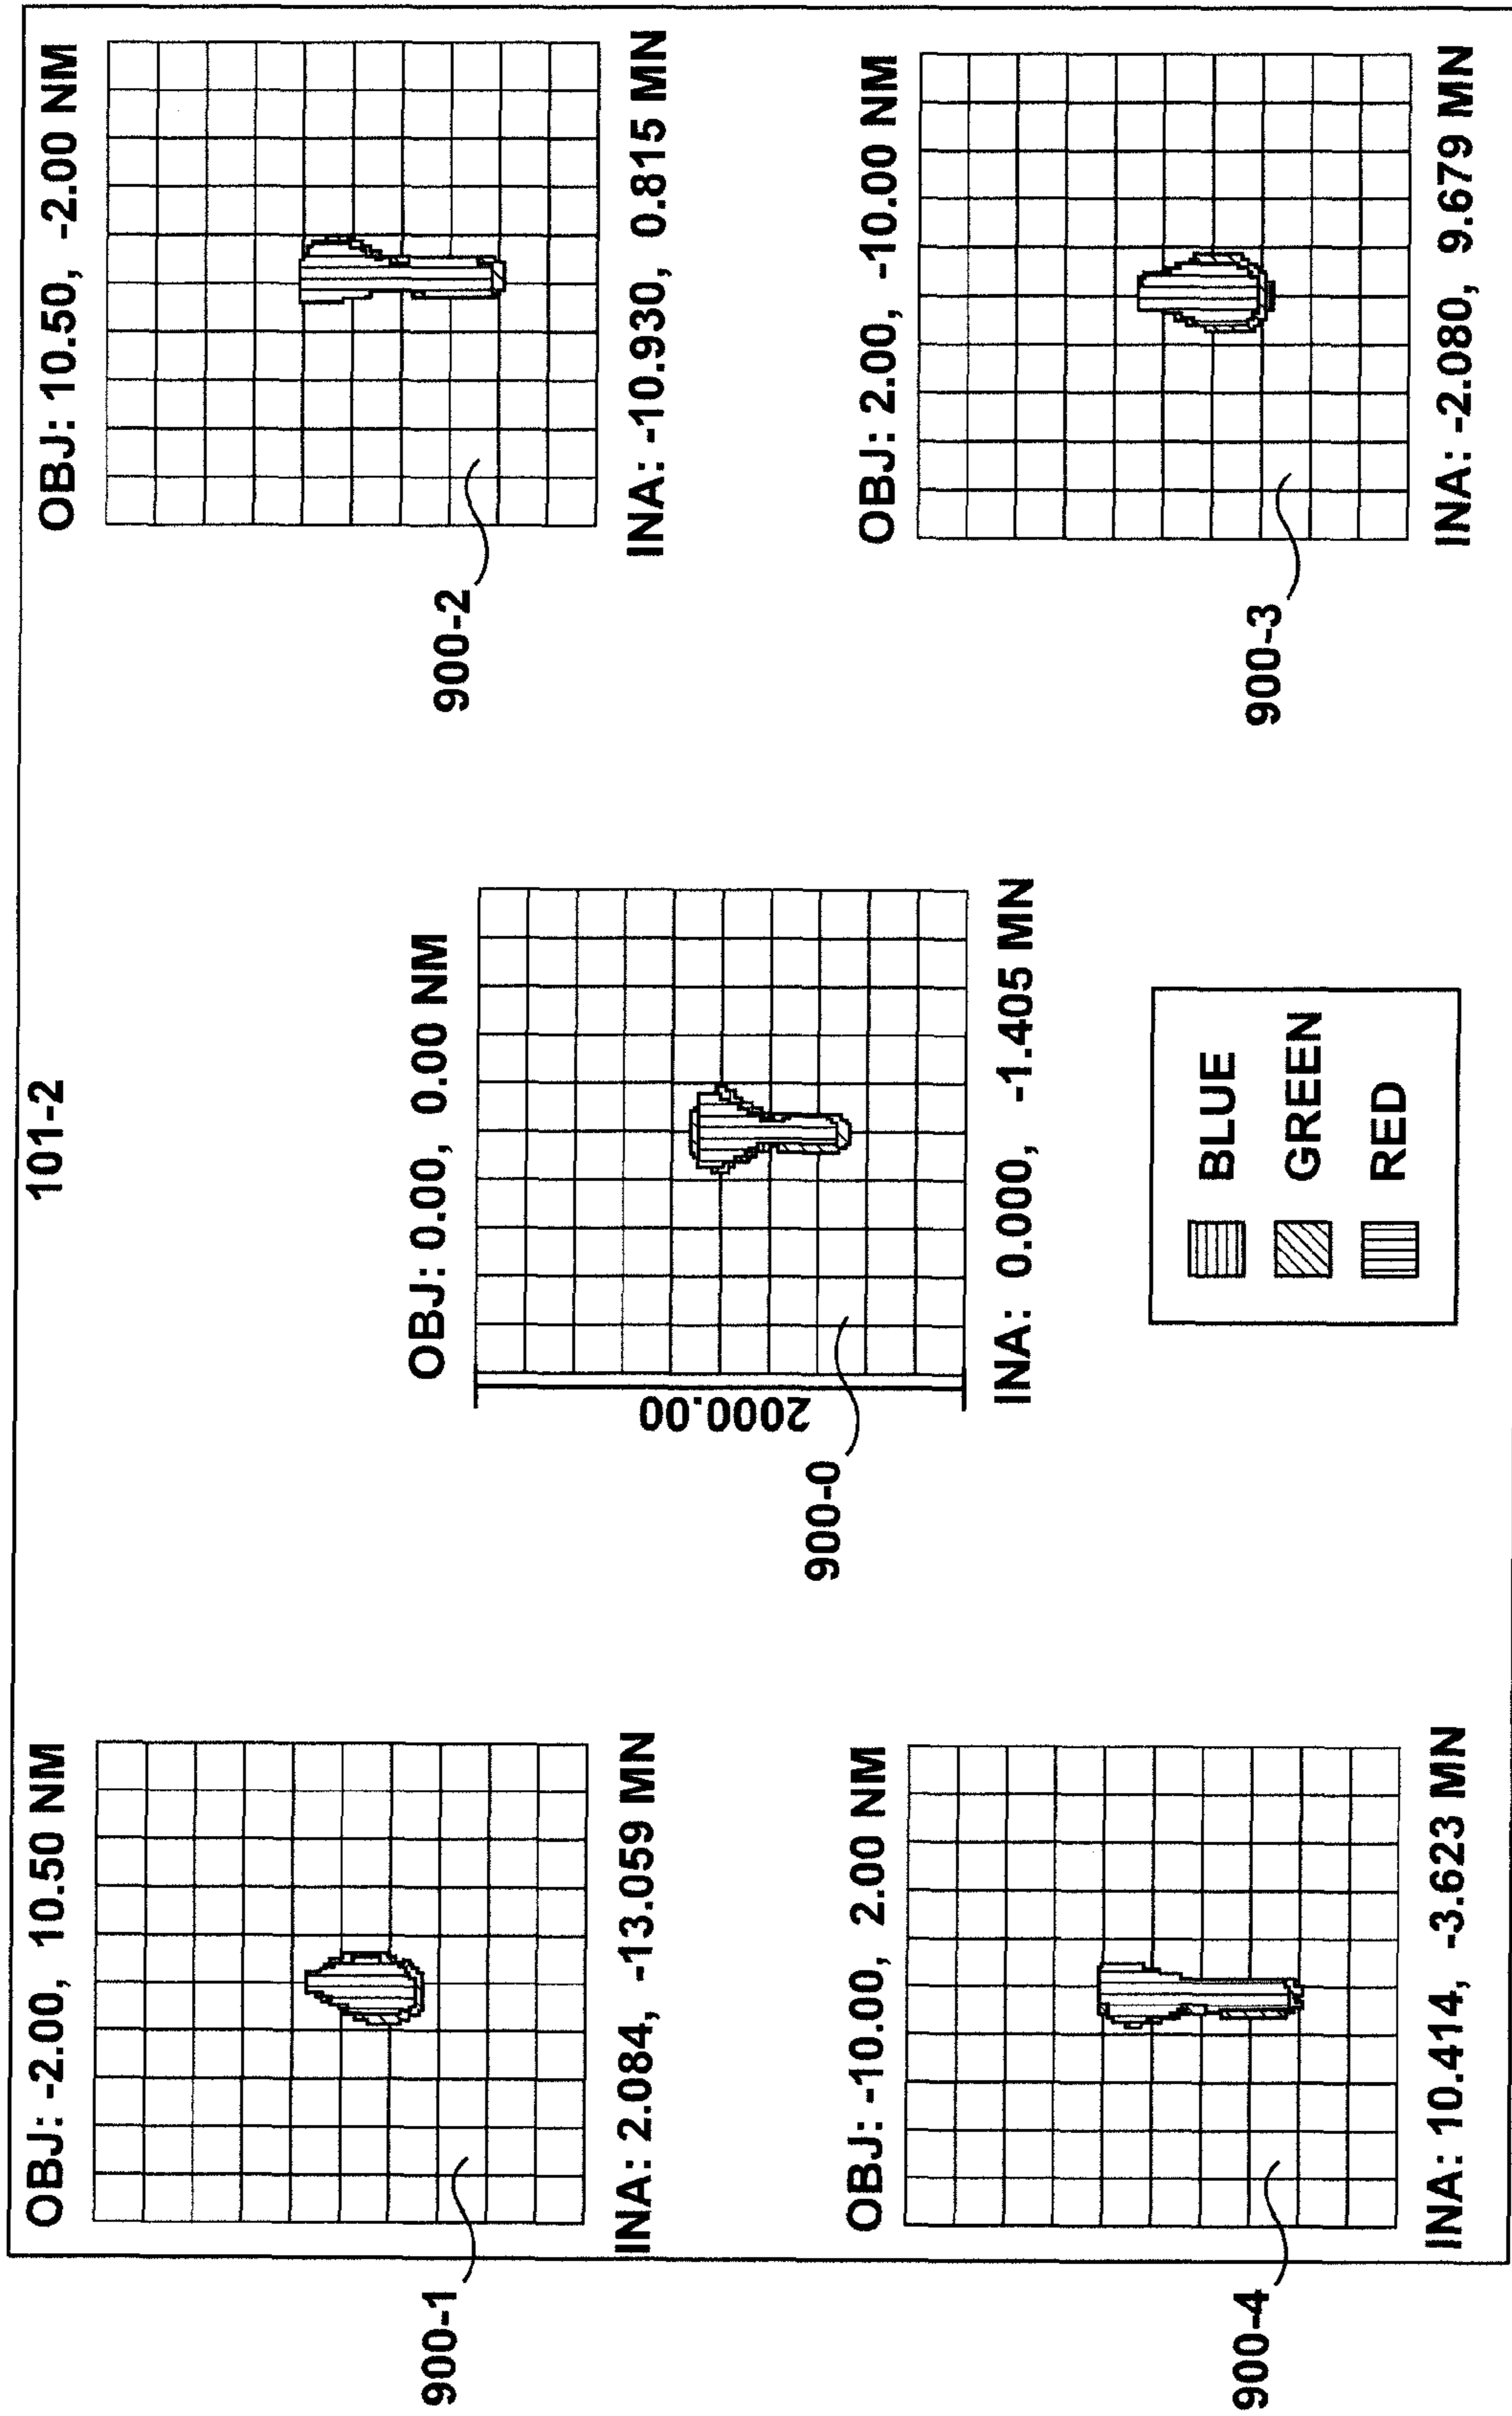 101-2
OBJ: -2.00, 10.50 NM
900-1
INA: 2.084, -13.059 MN
OBJ: 10.50, -2.00 NM
900-2
INA: -10.930, 0.815 MN
OBJ: 0.00, 0.00 NM
2000.00
900-0
INA: 0.000, -1.405 MN
OBJ: -10.00, 2.00 NM
900-4
INA: 10.414, -3.623 MN
OBJ: 2.00, -10.00 NM
900-3
INA: -2.080, 9.679 MN
BLUE
GREEN
RED